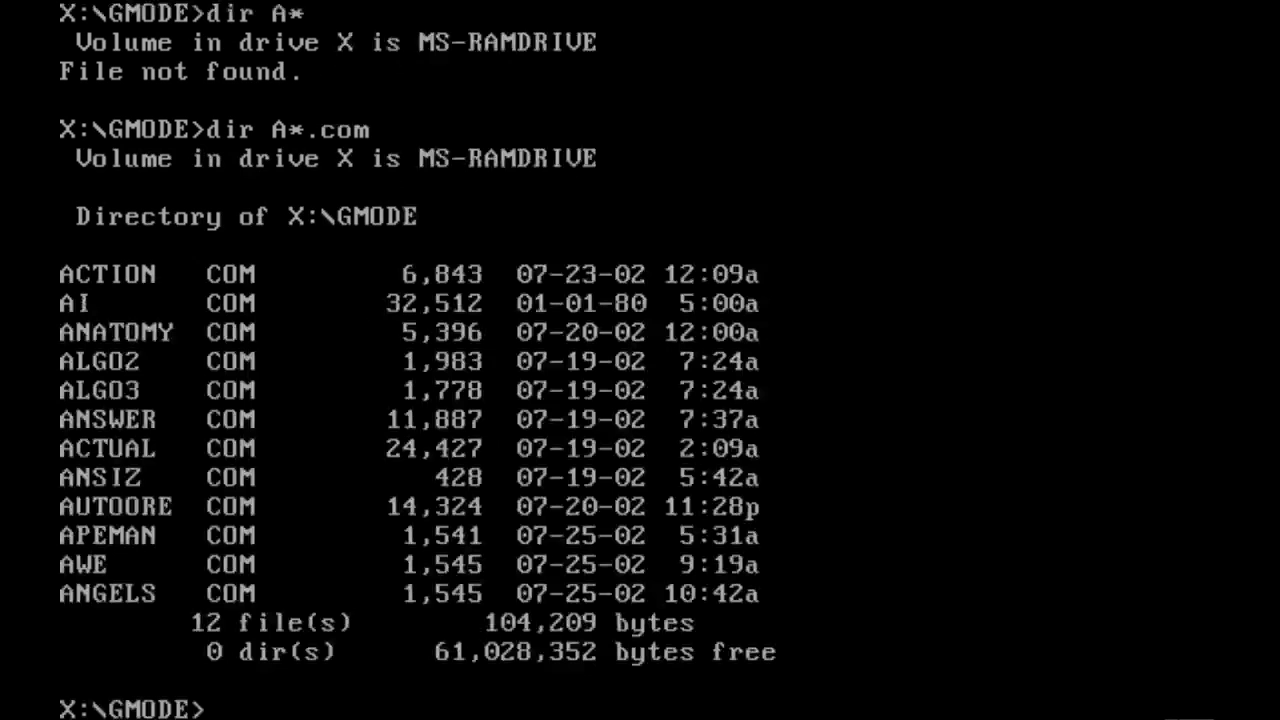 X:\GMODE>dir A*
Volume in drive X is MS-RAMDRIVE
File not found.
X:\GMODE>dir A*.com
Volume in drive X is MS-RAMDRIVE
Directory of X:\GMODE
ACTION COM 6,843 07-23-02 12:09a
AI COM 32,512 01-01-80 5:00a
ANATOMY COM 5,396 07-20-02 12:00a
ALGO2 COM 1,983 07-19-02 7:24a
ALGO3 COM 1,778 07-19-02 7:24a
ANSWER COM 11,887 07-19-02 7:37a
ACTUAL COM 24,427 07-19-02 2:09a
ANSIZ COM 428 07-19-02 5:42a
AUTOORE COM 14,324 07-20-02 11:28p
APEMAN COM 1,541 07-25-02 5:31a
AWE COM 1,545 07-25-02 9:19a
ANGELS COM 1,545 07-25-02 10:42a
12 file(s) 104,209 bytes
0 dir(s) 61,028,352 bytes free
X:\GMODE>